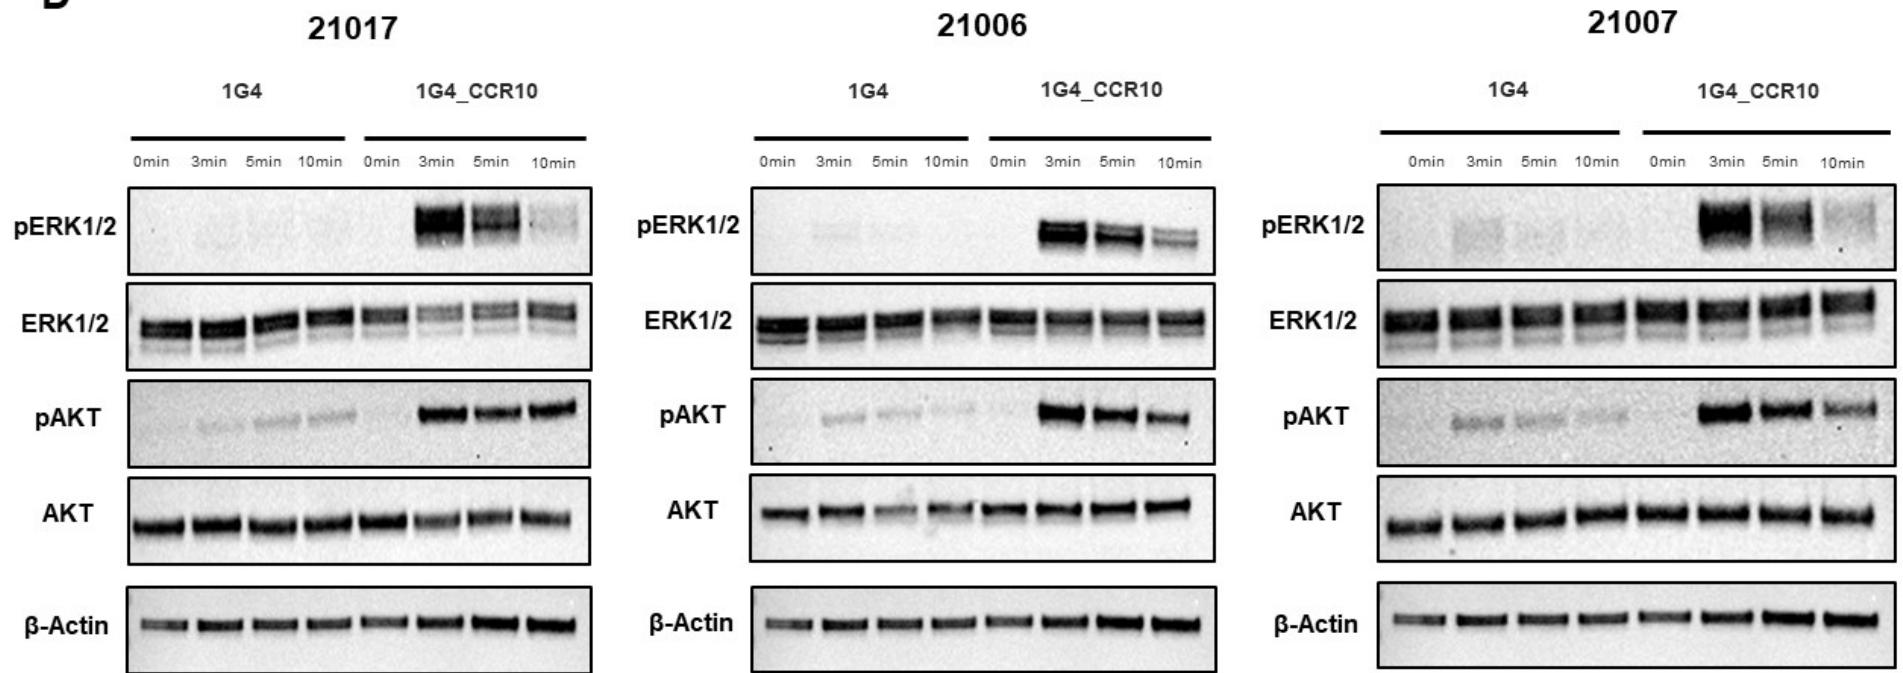 21017 21006 21007
1G4 1G4_CCR10 1G4 1G4_CCR10 1G4 1G4_CCR10
0min 3min 5min 10min 0min 3min 5min 10min 0min 3min 5min 10min 0min 3min 5min 10min 0min 3min 5min 10min 0min 3min 5min 10min
pERK1/2 pERK1/2 pERK1/2
ERK1/2 ERK1/2 ERK1/2
pAKT pAKT pAKT
AKT AKT AKT
β-Actin β-Actin β-Actin